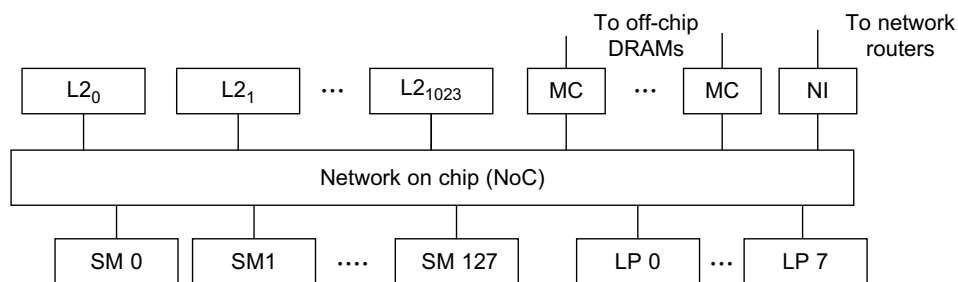 To off-chip
DRAMs
To network
routers
L2₀
L2₁
...
L2₁₀₂₃
MC
...
MC
NI
Network on chip (NoC)
SM 0
SM1
....
SM 127
LP 0
...
LP 7